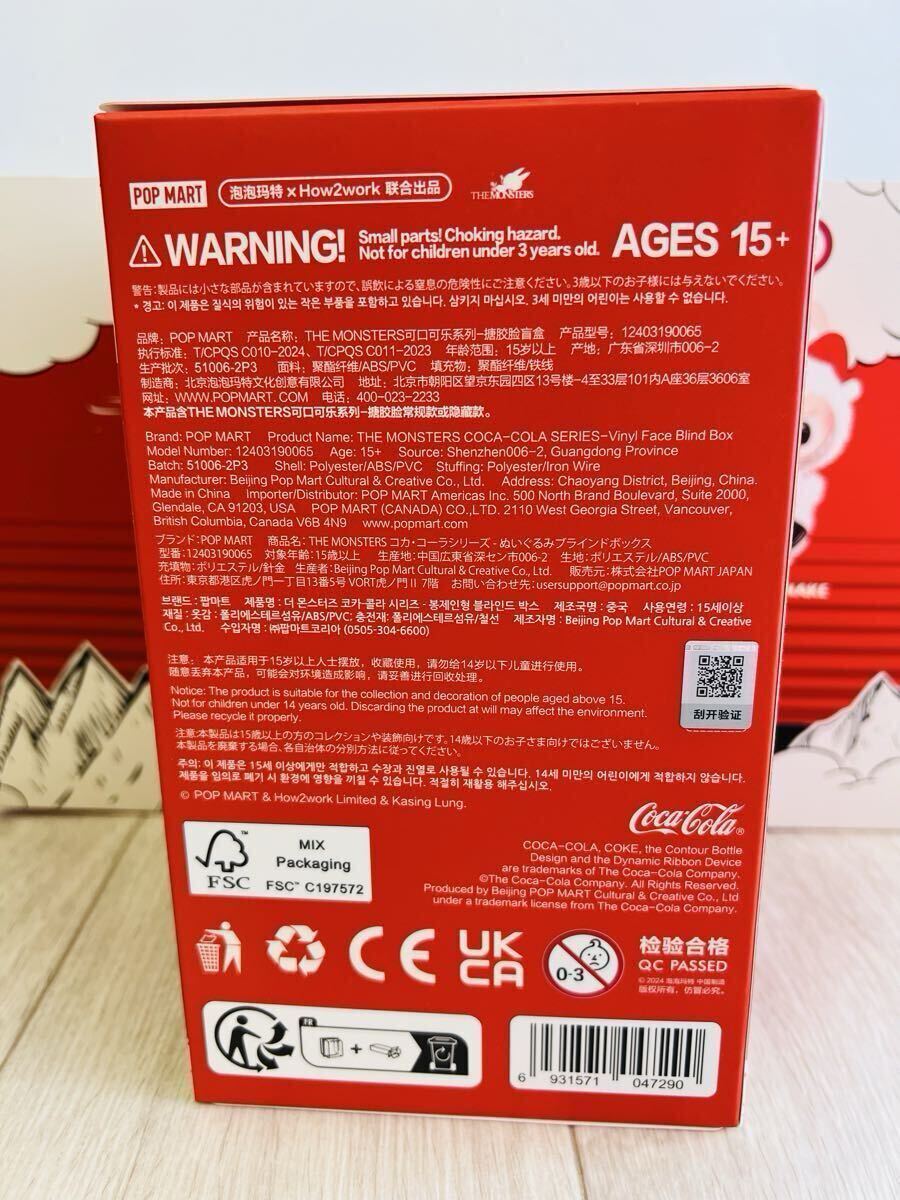 POP MART
泡泡玛特 × How2work 联合出品
THE MONSTERS
WARNING! Small parts! Choking hazard. Not for children under 3 years old. AGES 15+
警告:製品には小さな部品が含まれていますので、誤飲による窒息の危険性にご注意ください。3歳以下のお子様には与えないでください。
* 경고: 이 제품은 질식의 위험이 있는 작은 부품을 포함하고 있습니다. 삼키지 마십시오. 3세 미만의 어린이는 사용할 수 없습니다.
品牌：POP MART 产品名称：THE MONSTERS可口可乐系列-搪胶脸盲盒 产品型号：12403190065
执行标准：T/CPQS C010-2024、T/CPQS C011-2023 年龄范围：15岁以上 产地：广东省深圳市006-2
生产批次：51006-2P3 面料：聚酯纤维/ABS/PVC 填充物：聚酯纤维/铁线
制造商：北京泡泡玛特文化创意有限公司 地址：北京市朝阳区望京东园四区13号楼-4至33层101内A座36层3606室
网址：WWW.POPMART.COM 电话：400-023-2233
本产品含THE MONSTERS可口可乐系列-搪胶脸常规款或隐藏款。
Brand: POP MART Product Name: THE MONSTERS COCA-COLA SERIES-Vinyl Face Blind Box
Model Number: 12403190065 Age: 15+ Source: Shenzhen006-2, Guangdong Province
Batch: 51006-2P3 Shell: Polyester/ABS/PVC Stuffing: Polyester/Iron Wire
Manufacturer: Beijing Pop Mart Cultural & Creative Co., Ltd. Address: Chaoyang District, Beijing, China.
Made in China Importer/Distributor: POP MART Americas Inc. 500 North Brand Boulevard, Suite 2000,
Glendale, CA 91203, USA POP MART (CANADA) CO.,LTD. 2110 West Georgia Street, Vancouver,
British Columbia, Canada V6B 4N9 www.popmart.com
ブランド：POP MART 商品名：THE MONSTERS コカ･コーラシリーズ - ぬいぐるみブラインドボックス
型番：12403190065 対象年齢：15歳以上 生産地：中国広東省深セン市006-2 生地：ポリエステル/ABS/PVC
充填物：ポリエステル/針金 生産者：Beijing Pop Mart Cultural & Creative Co., Ltd. 販売元：株式会社POP MART JAPAN
住所：東京都港区虎ノ門一丁目13番5号 VORT虎ノ門Ⅱ 7階 お問い合わせ先：usersupport@popmart.co.jp
브랜드 : 팝마트 제품명 : 더 몬스터즈 코카-콜라 시리즈 - 봉제인형 블라인드 박스 제조국명 : 중국 사용연령 : 15세이상
재질 : 옷감 : 폴리에스테르섬유/ABS/PVC; 충전재: 폴리에스테르섬유/철선 제조자명 : Beijing Pop Mart Cultural & Creative
Co., Ltd. 수입자명 : ㈜팝마트코리아 (0505-304-6600)
注意：本产品适用于15岁以上人士摆放，收藏使用，请勿给14岁以下儿童进行使用。
随意丢弃本产品，可能会对环境造成影响，请妥善进行回收处理。
Notice: The product is suitable for the collection and decoration of people aged above 15.
Not for children under 14 years old. Discarding the product at will may affect the environment.
Please recycle it properly.
刮开验证
注意:本製品は15歳以上の方のコレクションや装飾向けです。14歳以下のお子さま向けではございません。
本製品を廃棄する場合、各自治体の分別方法に従ってください。
주의: 이 제품은 15세 이상에게만 적합하고 수장과 진열로 사용될 수 있습니다. 14세 미만의 어린이에게 적합하지 않습니다.
제품을 임의로 폐기 시 환경에 영향을 끼칠 수 있습니다. 적절히 재활용 해주십시오.
© POP MART & How2work Limited & Kasing Lung.
Coca-Cola®
COCA-COLA, COKE, the Contour Bottle
Design and the Dynamic Ribbon Device
are trademarks of The Coca-Cola Company.
©The Coca-Cola Company. All Rights Reserved.
Produced by Beijing POP MART Cultural & Creative Co., Ltd
under a trademark license from The Coca-Cola Company.
FSC™
MIX
Packaging
FSC™ C197572
CE
UK
CA
0-3
检验合格
QC PASSED
© 2024 泡泡玛特 中国制造
版权所有，仿冒必究。
FR
6 931571 047290